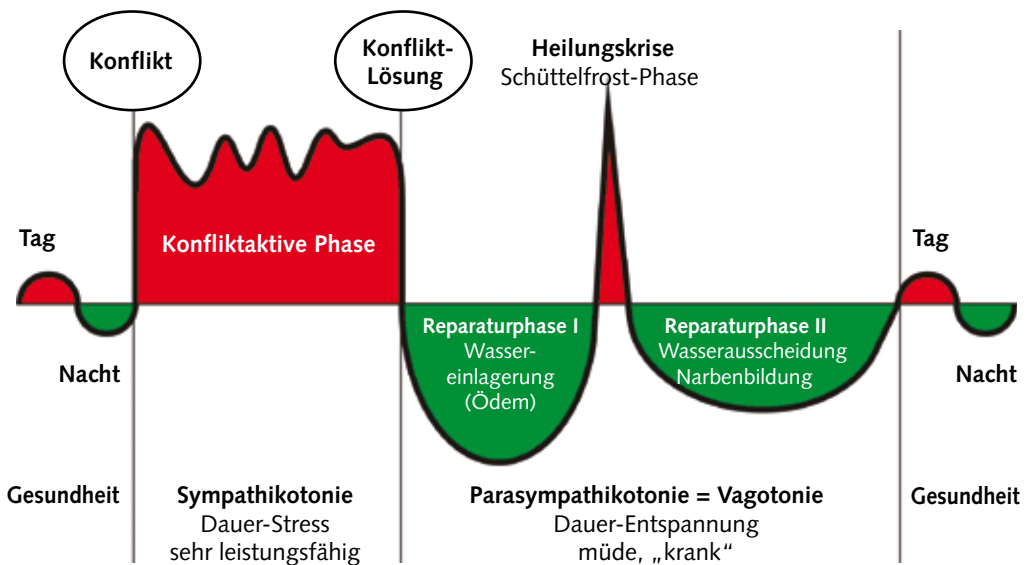 Konflikt
Konflikt-
Lösung
Heilungskrise
Schüttelfrost-Phase
Tag
Nacht
Konfliktaktive Phase
Reparaturphase I
Wasser-
einlagerung
(Ödem)
Reparaturphase II
Wasserausscheidung
Narbenbildung
Tag
Nacht
Gesundheit
Sympathikotonie
Dauer-Stress
sehr leistungsfähig
Parasympathikotonie = Vagotonie
Dauer-Entspannung
müde, „krank“
Gesundheit